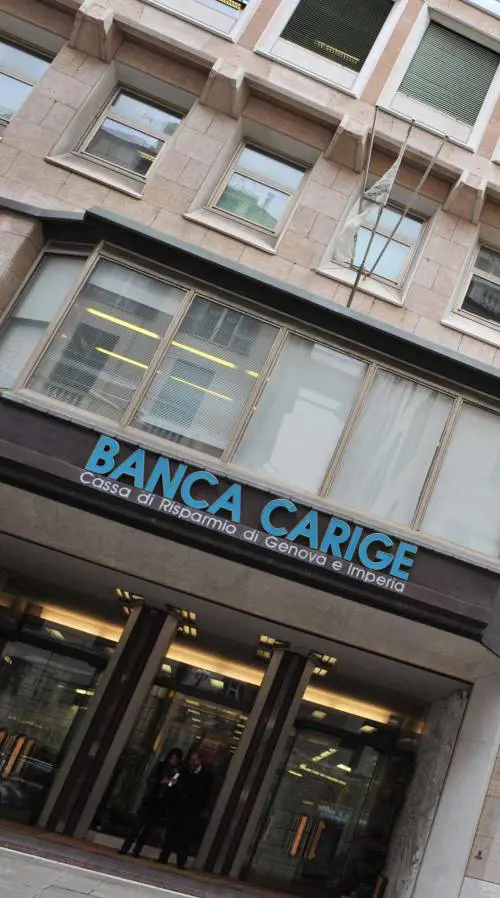 BANCA CARIGE
Cassa di Risparmio di Genova e Imperia